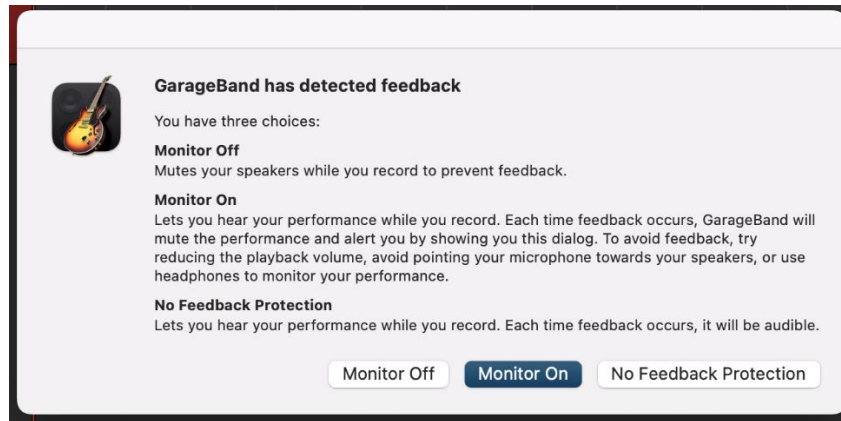 GarageBand has detected feedback
You have three choices:
Monitor Off
Mutes your speakers while you record to prevent feedback.
Monitor On
Lets you hear your performance while you record. Each time feedback occurs, GarageBand will
mute the performance and alert you by showing you this dialog. To avoid feedback, try
reducing the playback volume, avoid pointing your microphone towards your speakers, or use
headphones to monitor your performance.
No Feedback Protection
Lets you hear your performance while you record. Each time feedback occurs, it will be audible.
Monitor Off Monitor On No Feedback Protection